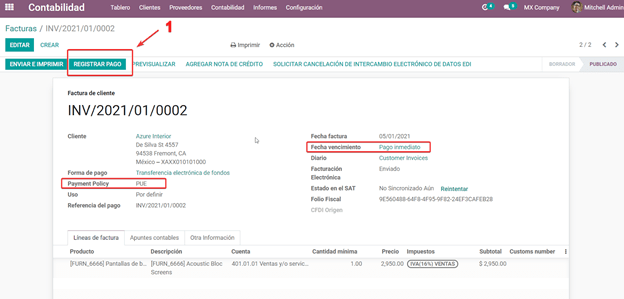 Contabilidad Tablero Clientes Proveedores Contabilidad Informes Configuración MX Company Mitchell Admin
Facturas / INV/2021/01/0002
1
EDITAR CREAR Imprimir Acción 2 / 2
ENVIAR E IMPRIMIR REGISTRAR PAGO PREVISUALIZAR AGREGAR NOTA DE CRÉDITO SOLICITAR CANCELACIÓN DE INTERCAMBIO ELECTRÓNICO DE DATOS EDI BORRADOR PUBLICADO
Factura de cliente
INV/2021/01/0002
Cliente Azure Interior Fecha factura 05/01/2021
De Silva St 4557 Fecha vencimiento Pago inmediato
94538 Fremont, CA Diario Customer Invoices
México – XAXX010101000 Facturación Electrónica Enviado
Forma de pago Transferencia electrónica de fondos
Payment Policy PUE Estado en el SAT No Sincronizado Aún Reintentar
Uso Por definir Folio Fiscal 9E560488-64F8-4F95-9F82-24EF3CAFEB28
Referencia del pago INV/2021/01/0002 CFDI Origen
Líneas de factura Apuntes contables Otra Información
Producto Descripción Cuenta Cantidad mínima Precio Impuestos Subtotal Customs number
[FURN_6666] Pantallas de b... [FURN_6666] Acoustic Bloc Screens 401.01.01 Ventas y/o servic... 1.00 2,950.00 IVA(16%) VENTAS $ 2,950.00